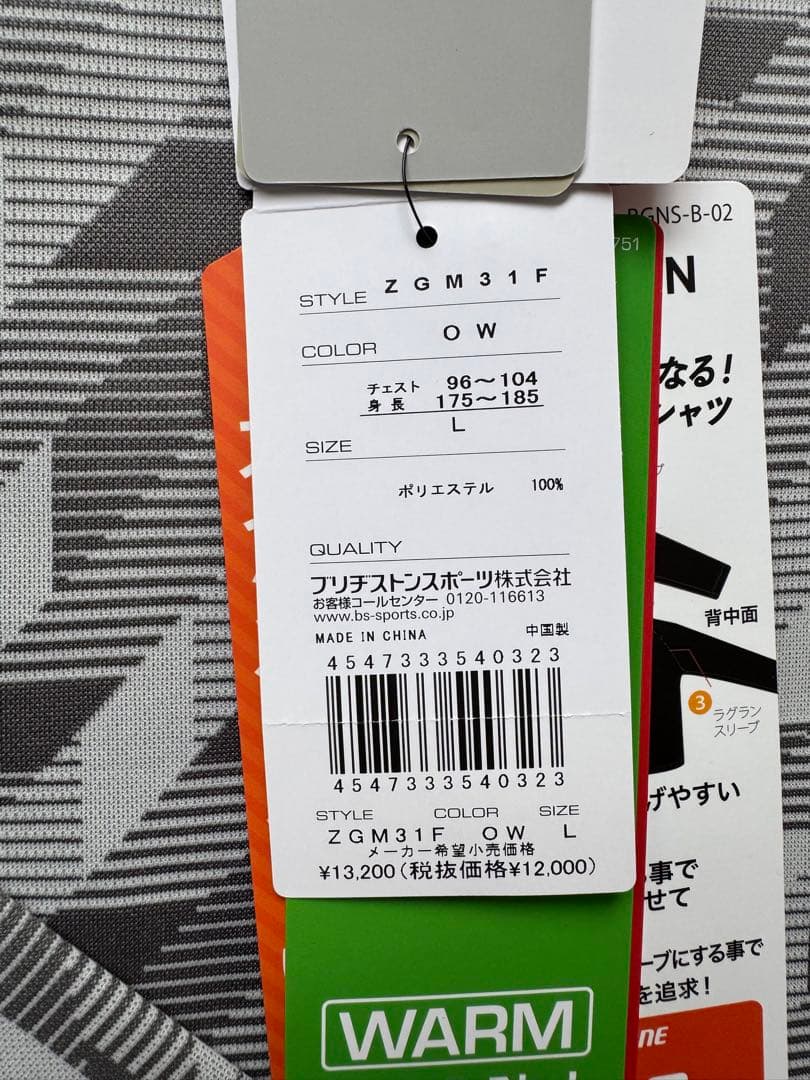 STYLE ZGM31F
COLOR OW
チェスト 96～104
身長 175～185
L
SIZE
ポリエステル 100%
QUALITY
ブリヂストンスポーツ株式会社
お客様コールセンター 0120-116613
www.bs-sports.co.jp
MADE IN CHINA 中国製
4547333540323
4547333540323
STYLE COLOR SIZE
ZGM31F OW L
メーカー希望小売価格
¥13,200(税抜価格¥12,000)
WARM
751
GNS-B-02
N
なる!
シャツ
背中面
3
ラグラン
スリーブ
げやすい
事で
せて
ーブにする事で
を追求!
NE